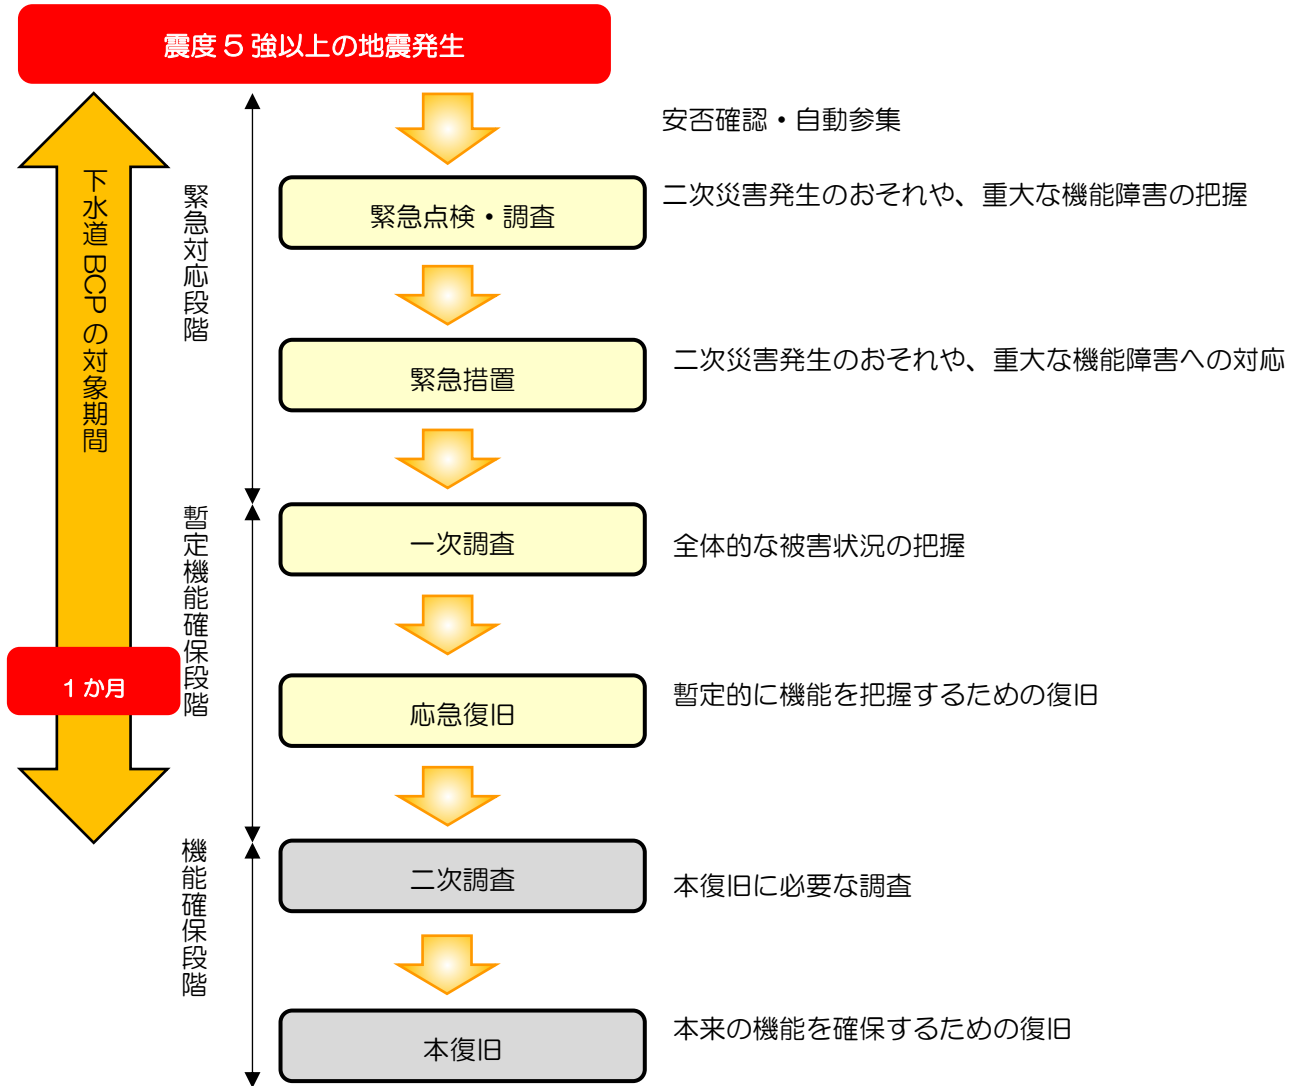 震度５強以上の地震発生
安否確認・自動参集
下水道 BCP の対象期間
緊急対応段階
緊急点検・調査
二次災害発生のおそれや、重大な機能障害の把握
緊急措置
二次災害発生のおそれや、重大な機能障害への対応
暫定機能確保段階
一次調査
全体的な被害状況の把握
１か月
応急復旧
暫定的に機能を把握するための復旧
機能確保段階
二次調査
本復旧に必要な調査
本復旧
本来の機能を確保するための復旧